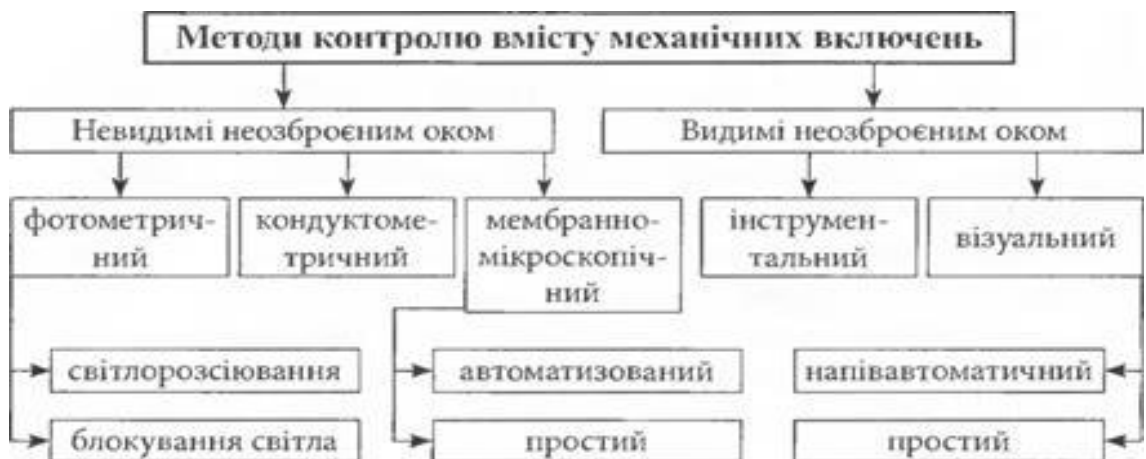 Методи контролю вмісту механічних включень
Невидимі неозброєним оком
Видимі неозброєним оком
фотометрич-
ний
кондуктоме-
тричний
мембранно-
мікроскопіч-
ний
інструмен-
тальний
візуальний
світлорозсіювання
автоматизований
напівавтоматичний
блокування світла
простий
простий